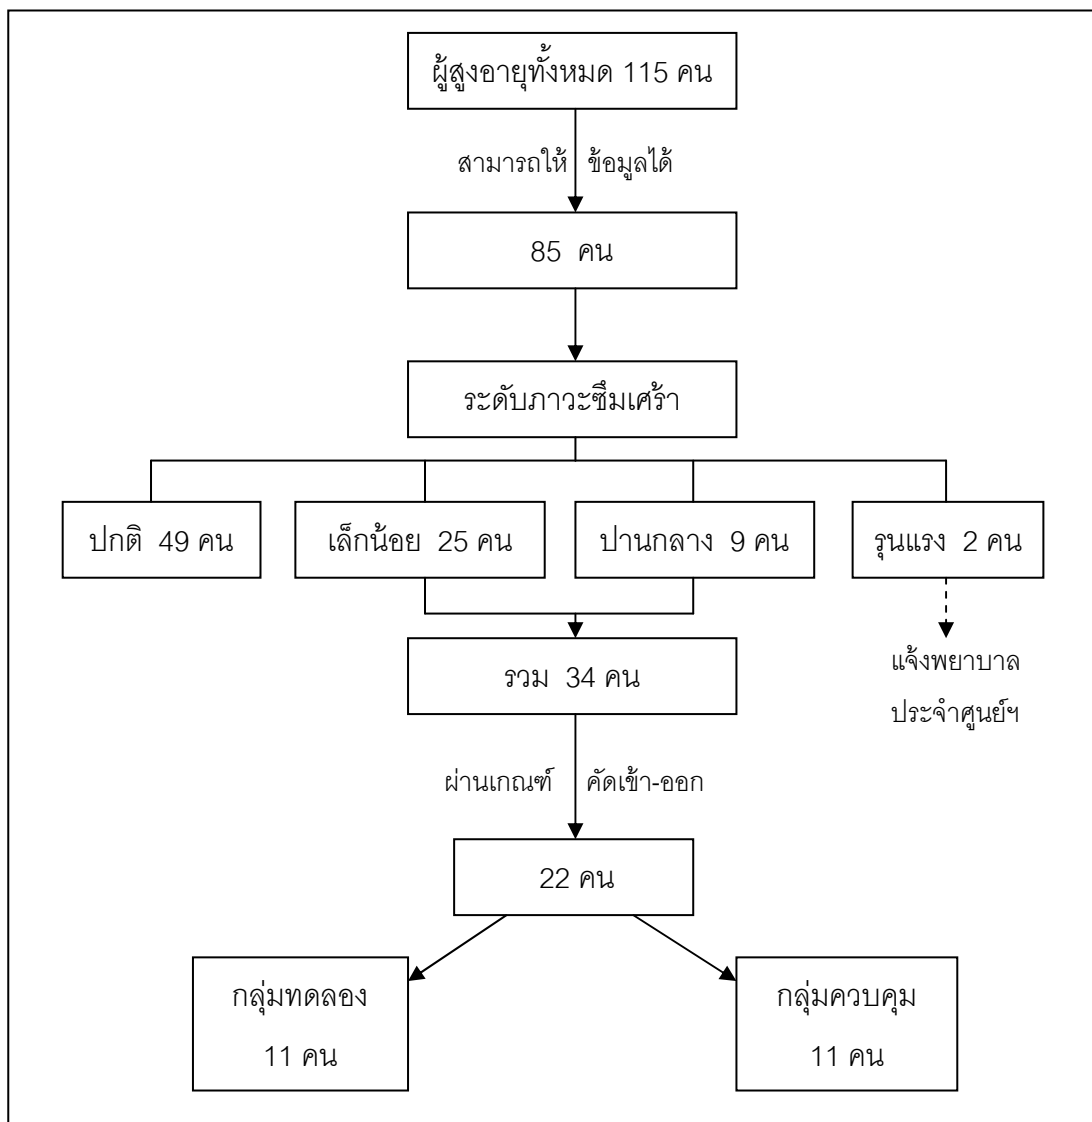 ผู้สูงอายุทั้งหมด 115 คน
สามารถให้ ข้อมูลได้
85 คน
ระดับภาวะซึมเศร้า
ปกติ 49 คน
เล็กน้อย 25 คน
ปานกลาง 9 คน
รุนแรง 2 คน
รวม 34 คน
แจ้งพยาบาล
ประจำศูนย์ฯ
ผ่านเกณฑ์ คัดเข้า-ออก
22 คน
กลุ่มทดลอง
11 คน
กลุ่มควบคุม
11 คน